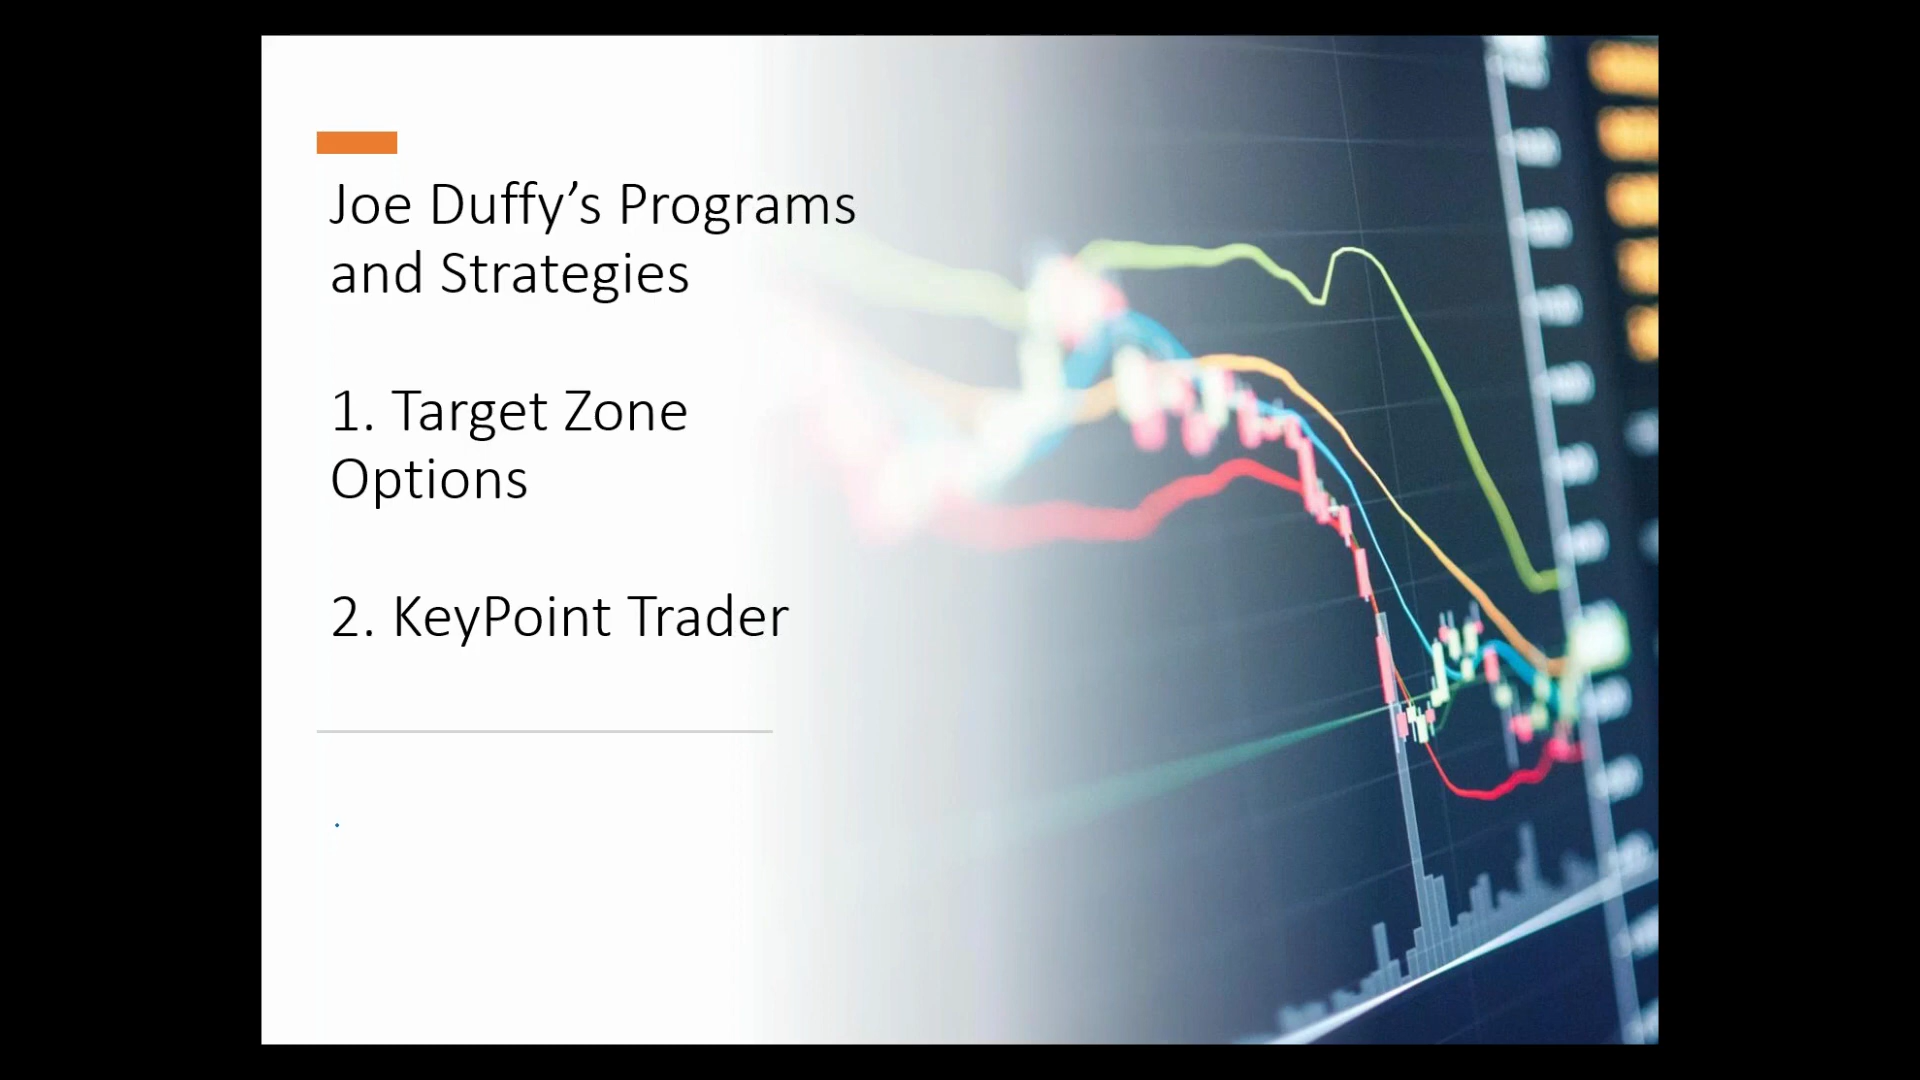 Joe Duffy’s Programs
and Strategies
1. Target Zone
Options
2. KeyPoint Trader
.